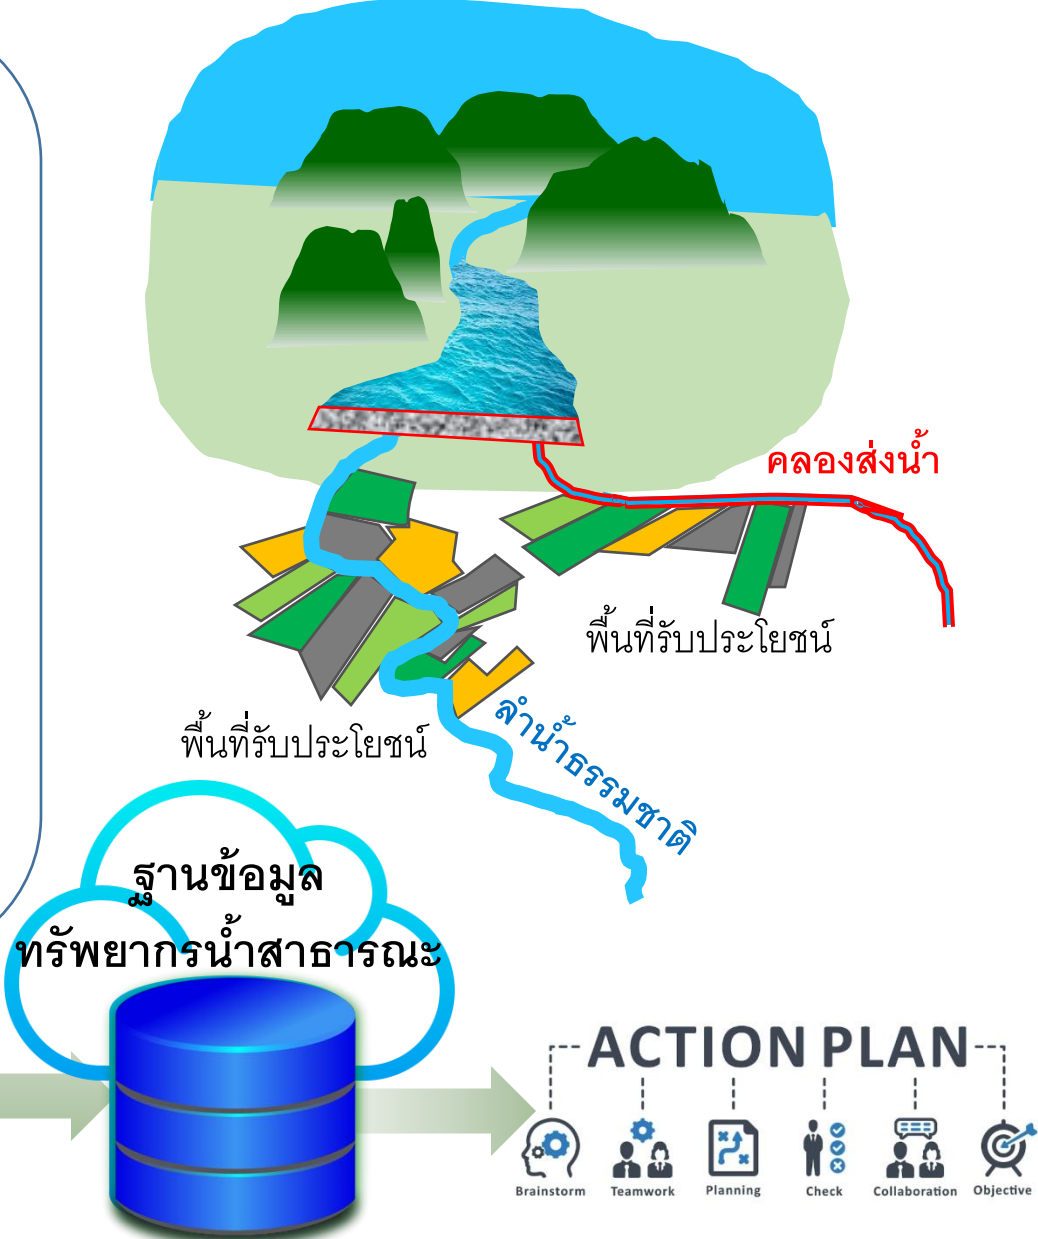 คลองส่งน้ำ
พื้นที่รับประโยชน์
พื้นที่รับประโยชน์
ลำน้ำธรรมชาติ
ฐานข้อมูล
ทรัพยากรน้ำสาธารณะ
ACTION PLAN
Brainstorm Teamwork Planning Check Collaboration Objective